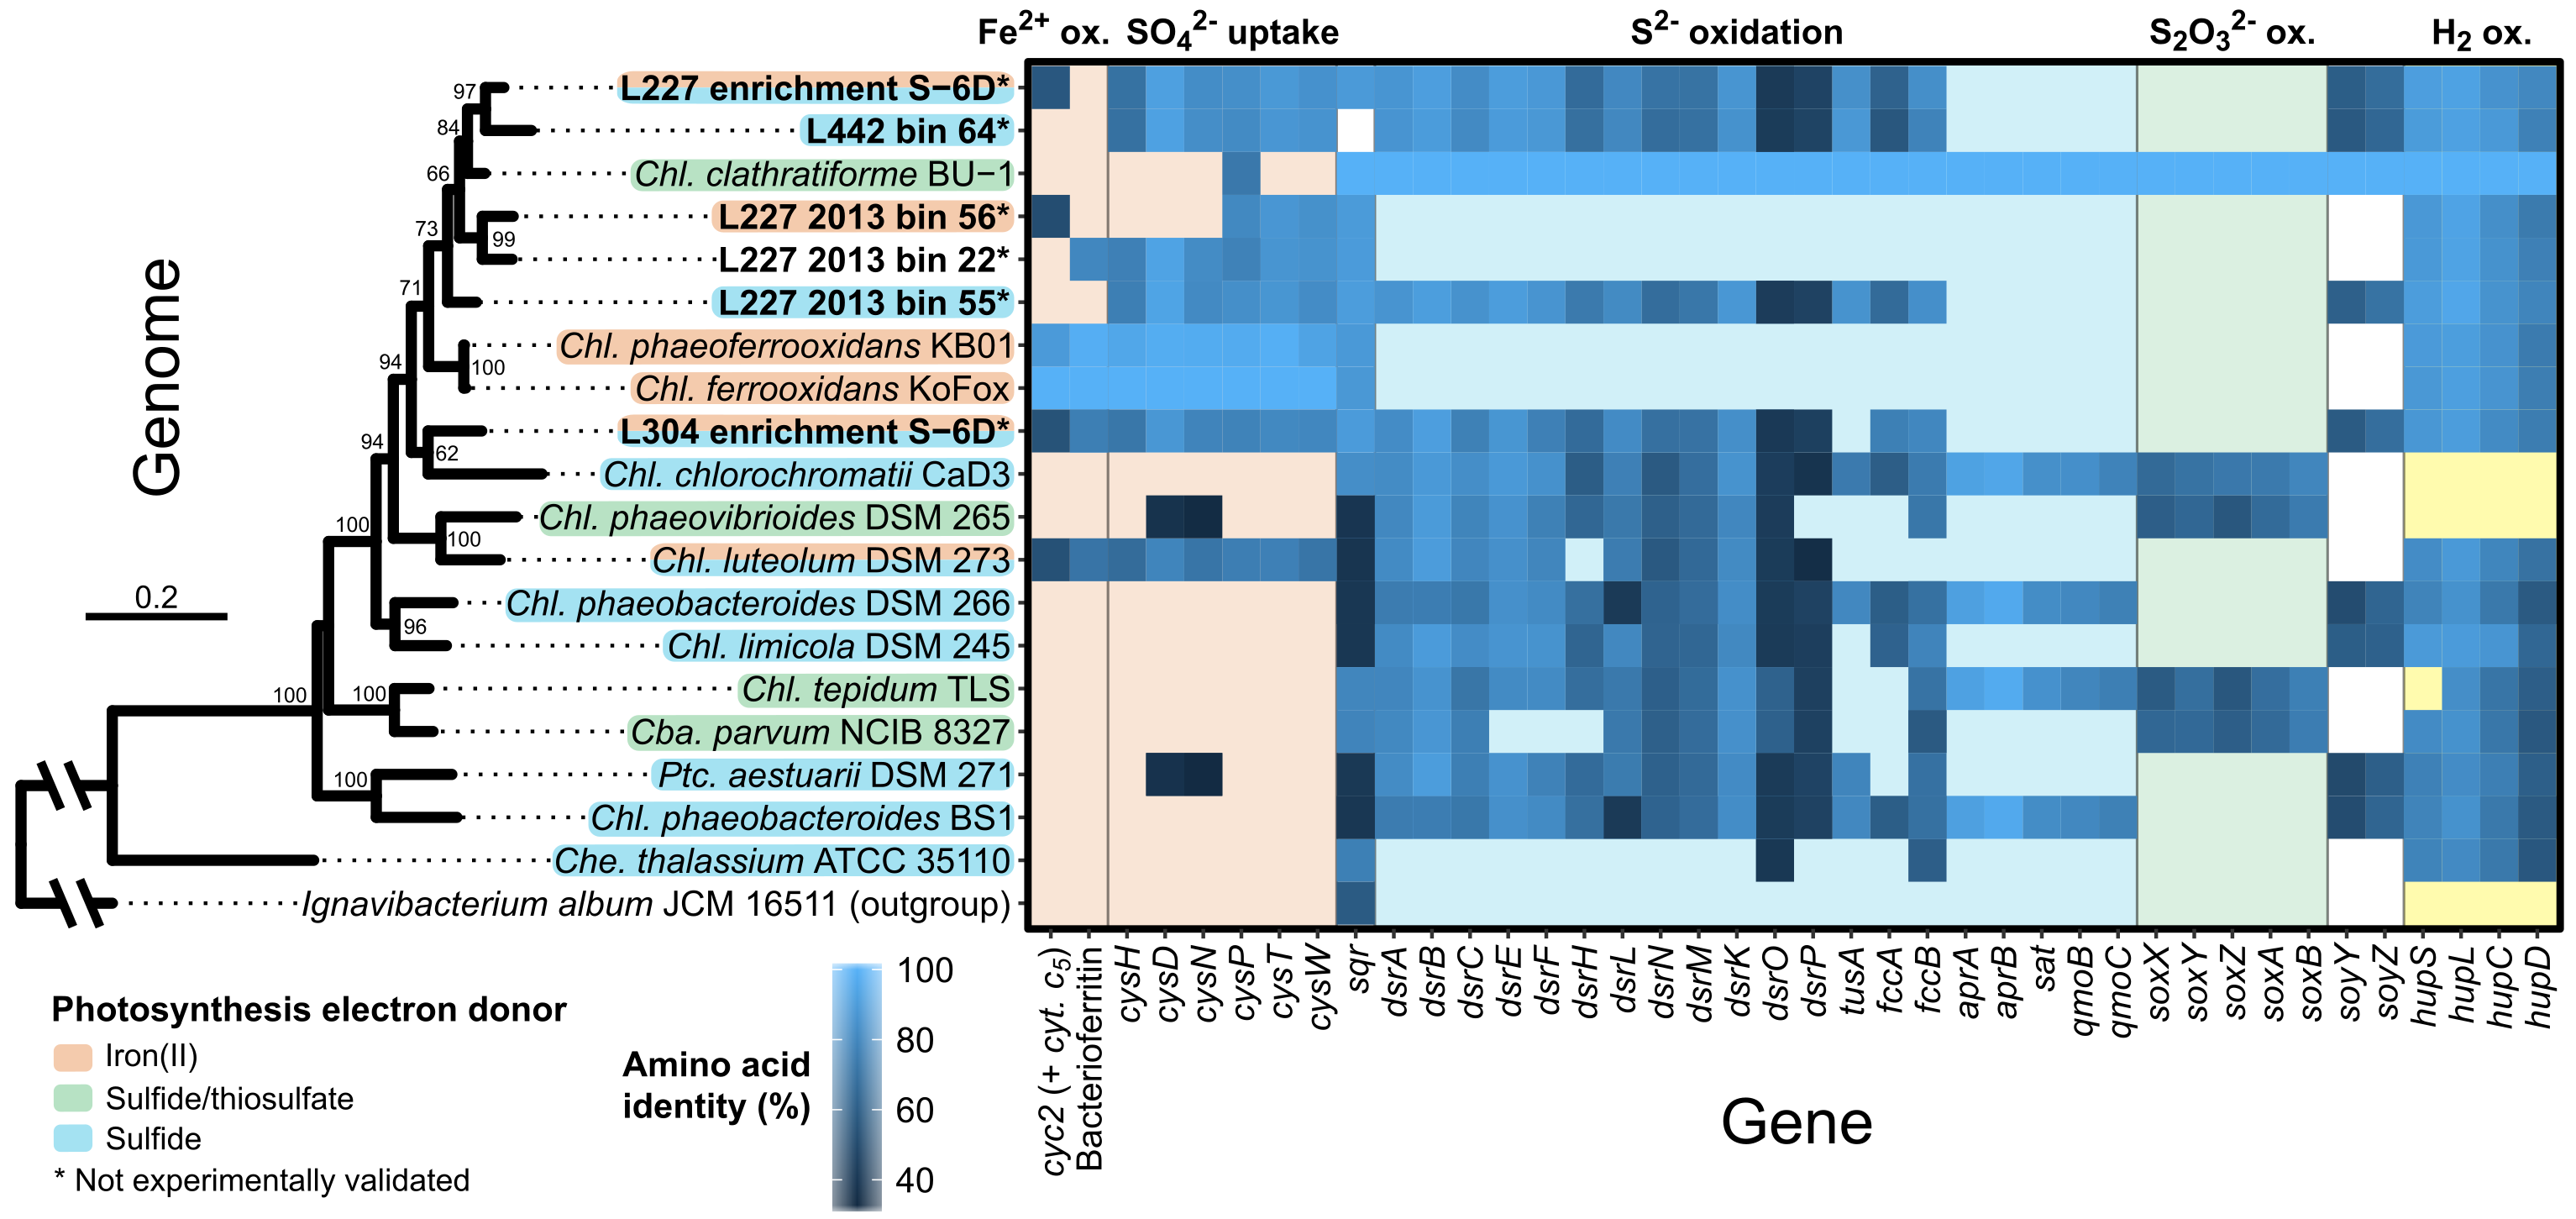 Fe2+ ox. SO42- uptake S2- oxidation S2O32- ox. H2 ox.
Genome
0.2
97
84
66
73
99
71
94
100
94
62
100
100
96
100
100
100
L227 enrichment S−6D*
L442 bin 64*
Chl. clathratiforme BU−1
L227 2013 bin 56*
L227 2013 bin 22*
L227 2013 bin 55*
Chl. phaeoferrooxidans KB01
Chl. ferrooxidans KoFox
L304 enrichment S−6D*
Chl. chlorochromatii CaD3
Chl. phaeovibrioides DSM 265
Chl. luteolum DSM 273
Chl. phaeobacteroides DSM 266
Chl. limicola DSM 245
Chl. tepidum TLS
Cba. parvum NCIB 8327
Ptc. aestuarii DSM 271
Chl. phaeobacteroides BS1
Che. thalassium ATCC 35110
Ignavibacterium album JCM 16511 (outgroup)
cyc2 (+ cyt. c5)
Bacterioferritin
cysH
cysD
cysN
cysP
cysT
cysW
sqr
dsrA
dsrB
dsrC
dsrE
dsrF
dsrH
dsrL
dsrN
dsrM
dsrK
dsrO
dsrP
tusA
fccA
fccB
aprA
aprB
sat
qmoB
qmoC
soxX
soxY
soxZ
soxA
soxB
soyY
soyZ
hupS
hupL
hupC
hupD
Gene
Photosynthesis electron donor
Iron(II)
Sulfide/thiosulfate
Sulfide
* Not experimentally validated
Amino acid
identity (%)
100
80
60
40